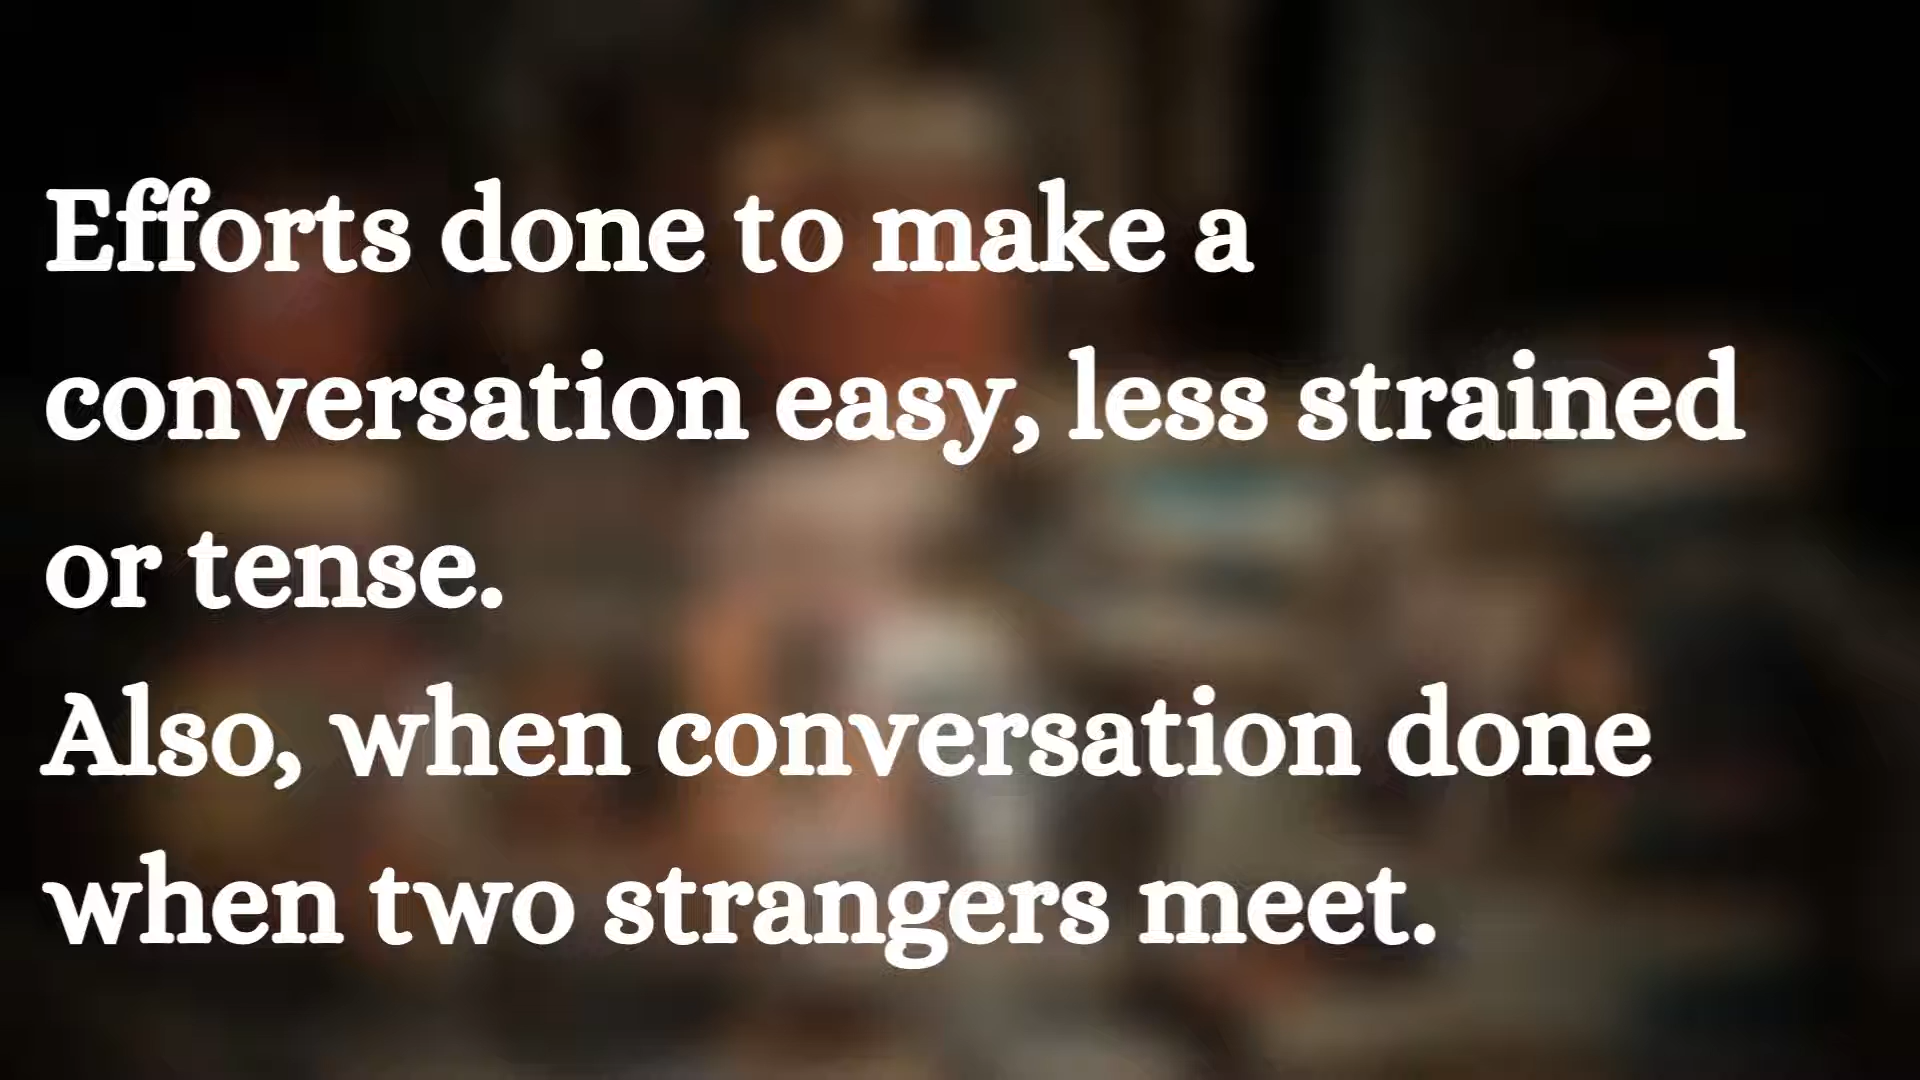 Efforts done to make a
conversation easy, less strained
or tense.
Also, when conversation done
when two strangers meet.